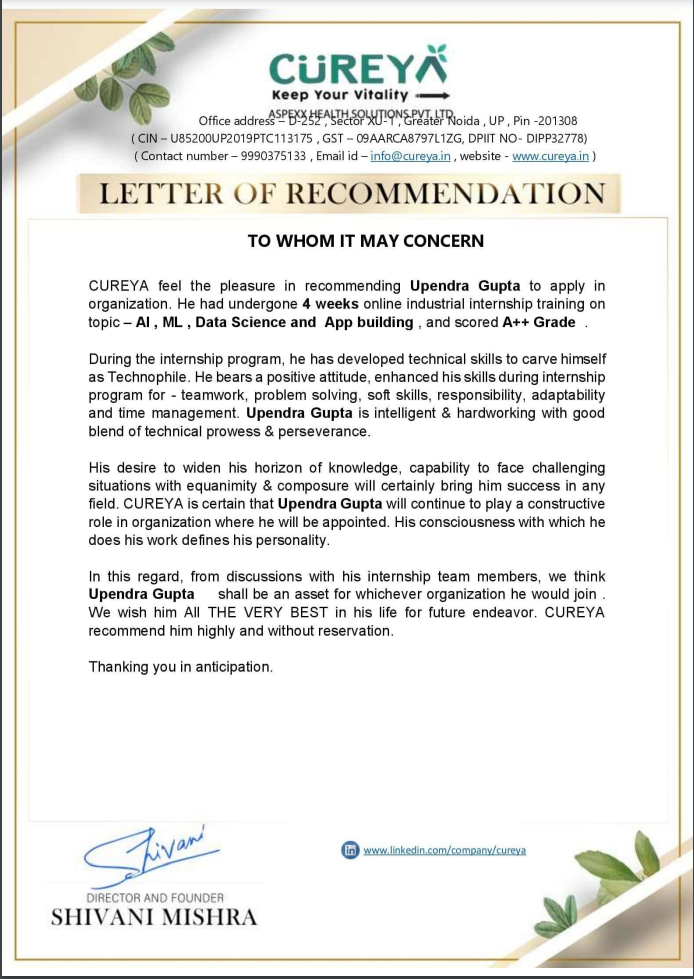 CÜREYA
Keep Your Vitality
ASPEXX HEALTH SOLUTIONS PVT. LTD.
Office address – D-252 , Sector XU-1 , Greater Noida , UP , Pin -201308
( CIN – U85200UP2019PTC113175 , GST – 09AARCA8797L1ZG, DPIIT NO- DIPP32778)
( Contact number – 9990375133 , Email id – info@cureya.in , website - www.cureya.in )
LETTER OF RECOMMENDATION
TO WHOM IT MAY CONCERN
CUREYA feel the pleasure in recommending Upendra Gupta to apply in
organization. He had undergone 4 weeks online industrial internship training on
topic – AI , ML , Data Science and App building , and scored A++ Grade .
During the internship program, he has developed technical skills to carve himself
as Technophile. He bears a positive attitude, enhanced his skills during internship
program for - teamwork, problem solving, soft skills, responsibility, adaptability
and time management. Upendra Gupta is intelligent & hardworking with good
blend of technical prowess & perseverance.
His desire to widen his horizon of knowledge, capability to face challenging
situations with equanimity & composure will certainly bring him success in any
field. CUREYA is certain that Upendra Gupta will continue to play a constructive
role in organization where he will be appointed. His consciousness with which he
does his work defines his personality.
In this regard, from discussions with his internship team members, we think
Upendra Gupta shall be an asset for whichever organization he would join .
We wish him All THE VERY BEST in his life for future endeavor. CUREYA
recommend him highly and without reservation.
Thanking you in anticipation.
Shivani
in www.linkedin.com/company/cureya
DIRECTOR AND FOUNDER
SHIVANI MISHRA